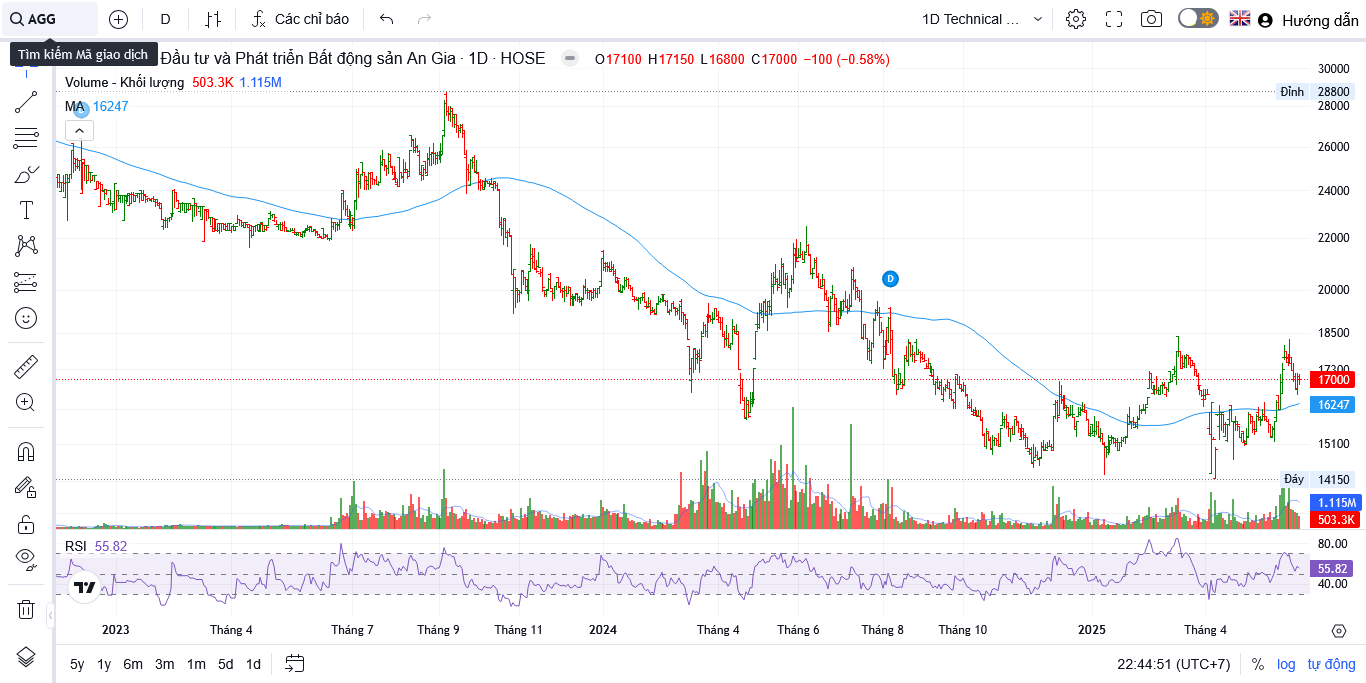 AGG D Các chỉ báo 1D Technical ... Hướng dẫn
Tìm kiếm Mã giao dịch Đầu tư và Phát triển Bất động sản An Gia · 1D · HOSE O17100 H17150 L16800 C17000 −100 (−0.58%)
Volume - Khối lượng 503.3K 1.115M
MA 16247
30000
Đỉnh 28800
28000
26000
24000
22000
D
20000
18500
17300
17000
16247
15100
Đáy 14150
1.115M
503.3K
RSI 55.82
80.00
55.82
40.00
2023 Tháng 4 Tháng 7 Tháng 9 Tháng 11 2024 Tháng 4 Tháng 6 Tháng 8 Tháng 10 2025 Tháng 4
5y 1y 6m 3m 1m 5d 1d 22:44:51 (UTC+7) % log tự động